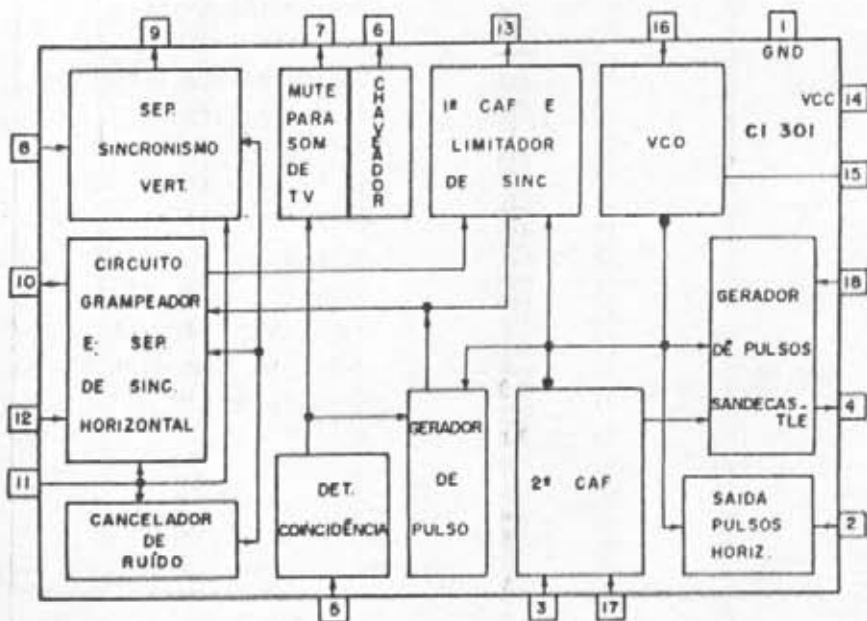 9
7
6
13
16
1
GND
VCC
14
CI 301
15
8
SEP.
SINCRONISMO
VERT.
MUTE
PARA
SOM
DE
TV
CHAVEADOR
1ª CAF E
LIMITADOR
DE SINC
VCO
10
12
11
CIRCUITO
GRAMPEADOR
E SEP.
DE SINC.
HORIZONTAL
CANCELADOR
DE
RUÍDO
DET.
COINCIDÊNCIA
5
GERADOR
DE
PULSO
2º CAF
3
17
GERADOR
DE PULSOS
SANDECAS_
TLE
18
4
SAIDA
PULSOS
HORIZ.
2